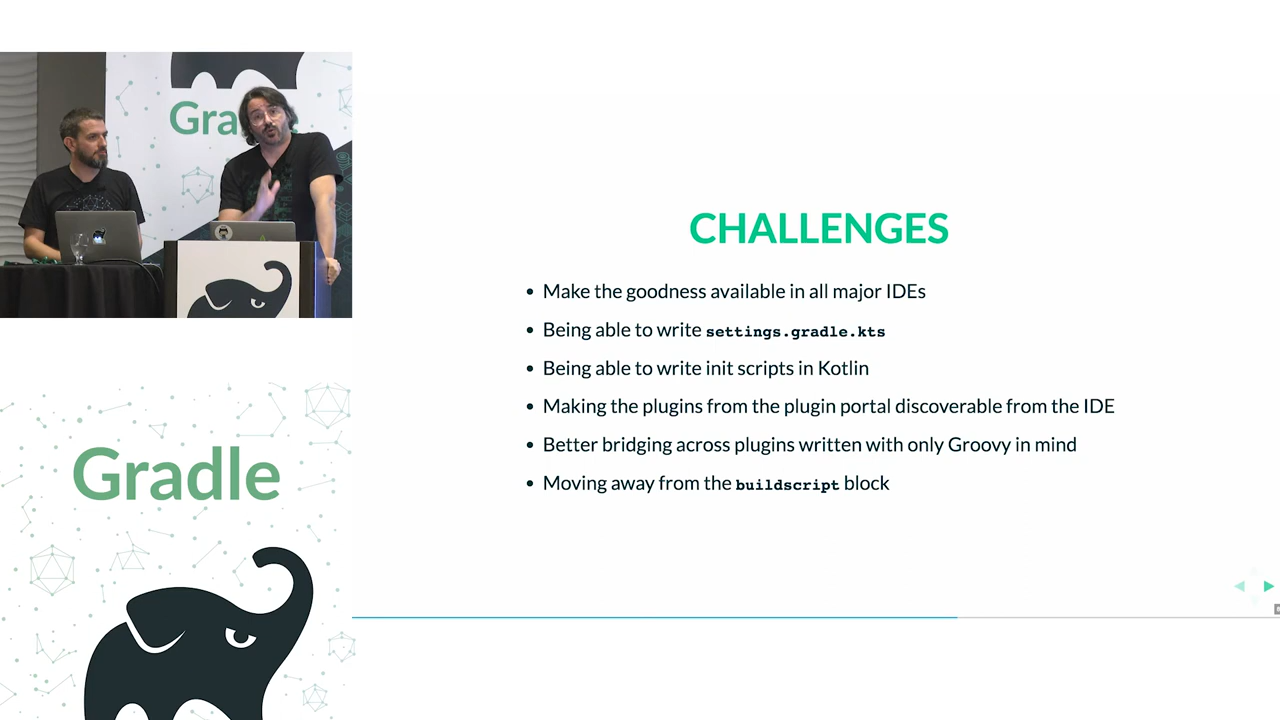 Gra
CHALLENGES
Make the goodness available in all major IDEs
Being able to write settings.gradle.kts
Being able to write init scripts in Kotlin
Making the plugins from the plugin portal discoverable from the IDE
Better bridging across plugins written with only Groovy in mind
Moving away from the buildscript block
Gradle